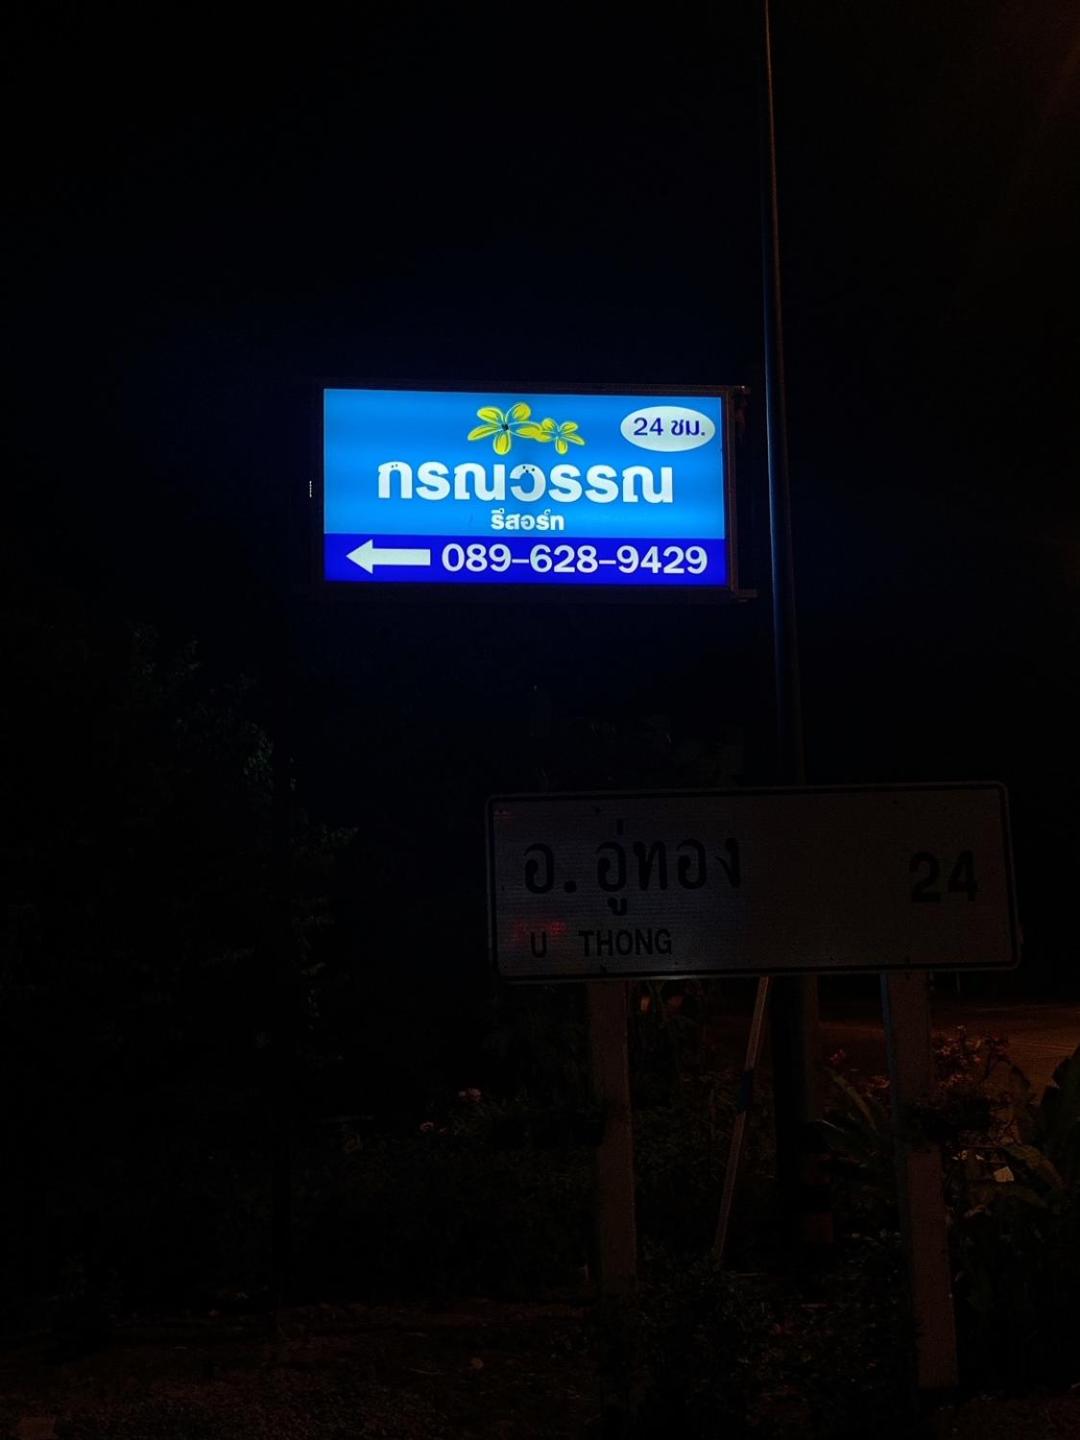 24 ชม.
กรณวรรณ
รีสอร์ท
089-628-9429
อ. อู่ทอง 24
U THONG